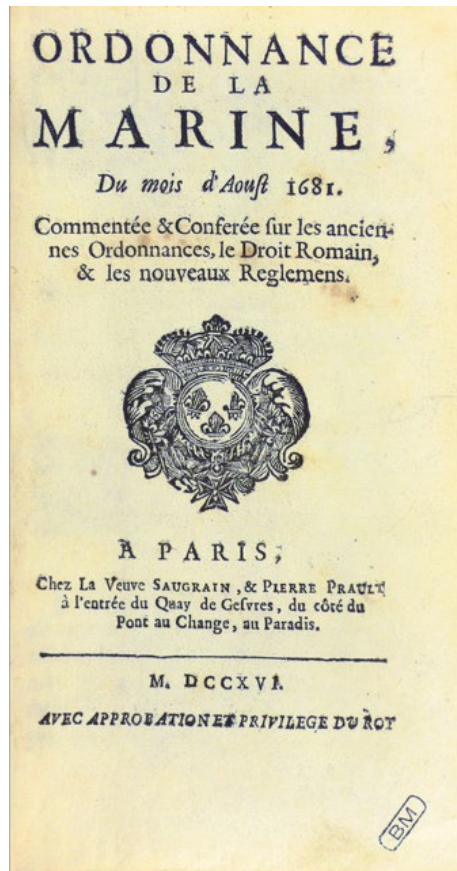 ORDONNANCE
DE LA
MARINE,
Du mois d'Aouſt 1681.
Commentée & Conferée ſur les ancien-
nes Ordonnances, le Droit Romain,
& les nouveaux Reglemens.
A PARIS,
Chez La Veuve SAUGRAIN, & PIERRE PRAULT
à l'entrée du Quay de Geſvres, du côté du
Pont au Change, au Paradis.
M. DCCXVI.
AVEC APPROBATION ET PRIVILEGE DU ROY
BM